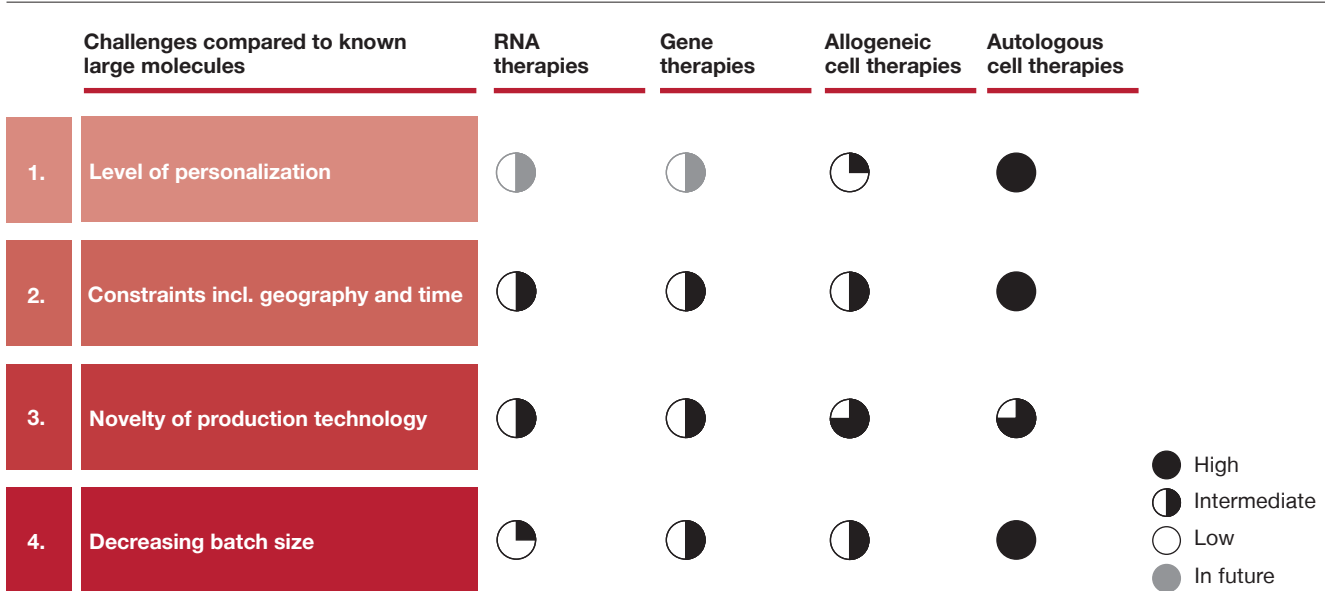 Challenges compared to known
large molecules
RNA
therapies
Gene
therapies
Allogeneic
cell therapies
Autologous
cell therapies
1.
Level of personalization
2.
Constraints incl. geography and time
3.
Novelty of production technology
4.
Decreasing batch size
High
Intermediate
Low
In future